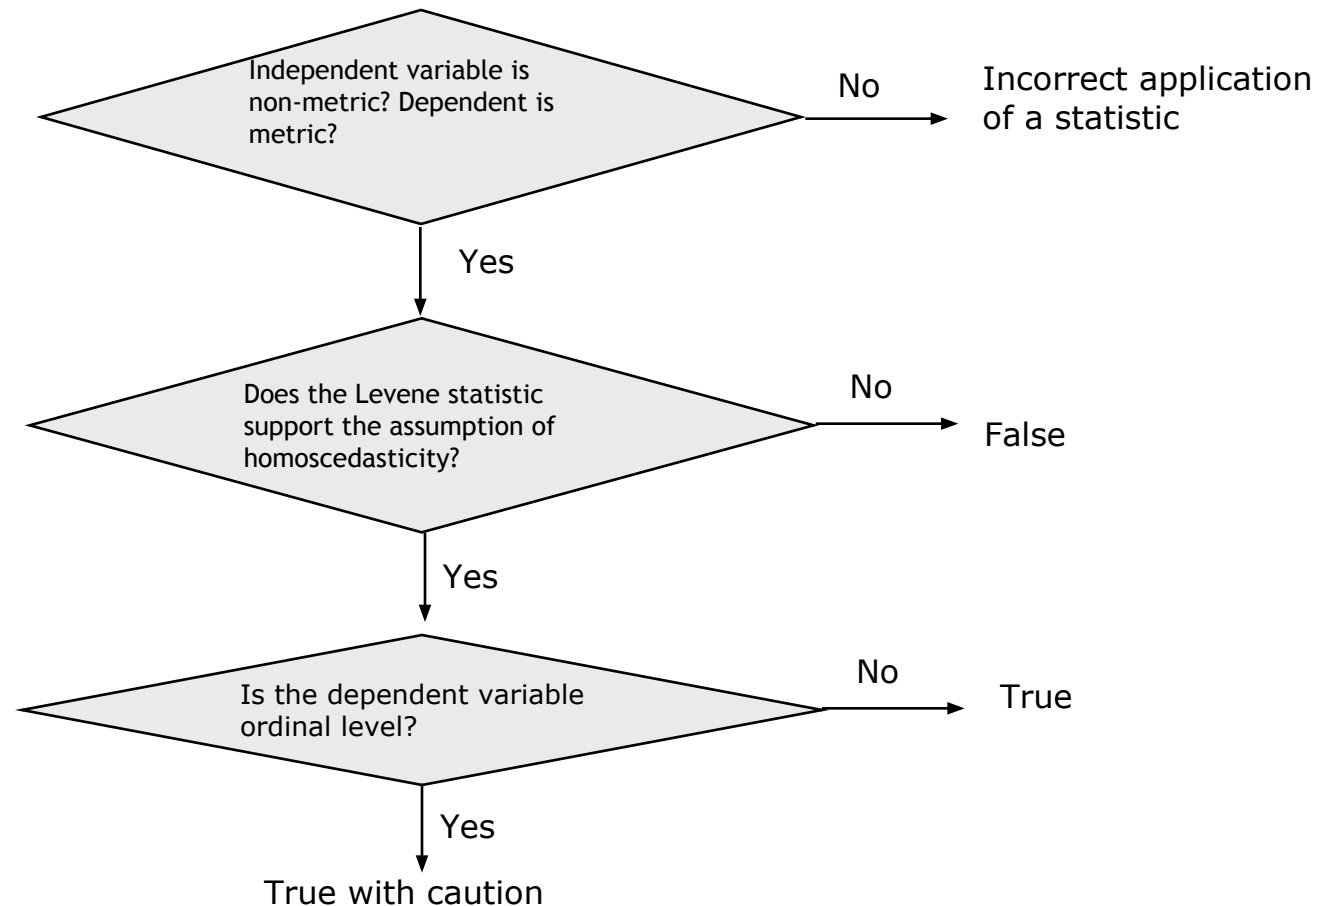 Independent variable is
non-metric? Dependent is
metric?
No
Incorrect application
of a statistic
Yes
Does the Levene statistic
support the assumption of
homoscedasticity?
No
False
Yes
Is the dependent variable
ordinal level?
No
True
Yes
True with caution